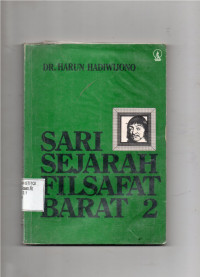 DR. HARUN HADIWIJONO
SARI
SEJARAH
FILSAFAT
BARAT 2